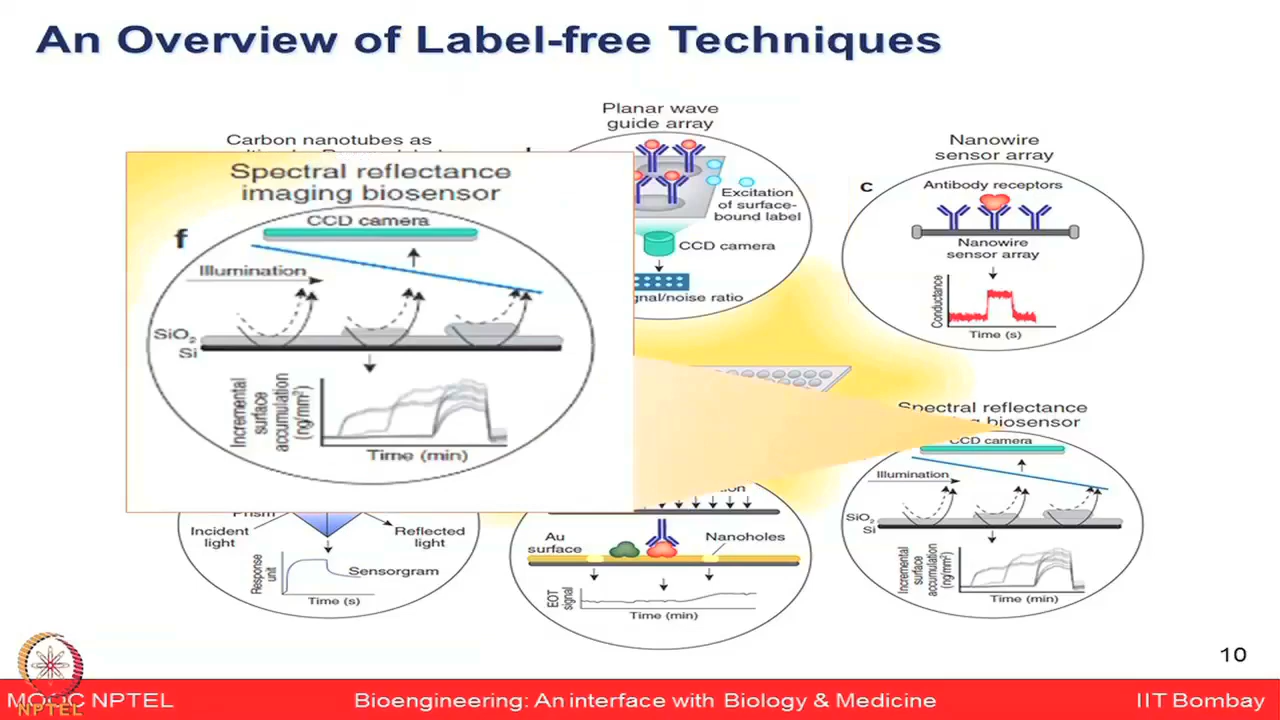 An Overview of Label-free Techniques
Carbon nanotubes as
Spectral reflectance
imaging biosensor
f
CCD camera
Illumination
SiO2
Si
Incremental
surface
accumulation
(ng/mm²)
Time (min)
Planar wave
guide array
Excitation
of surface-
bound label
CCD camera
ratio
Nanowire
sensor array
c
Antibody receptors
Nanowire
sensor array
Conductance
Time (s)
Spectral reflectance
biosensor
CCD camera
Illumination
SiO2
Si
Incremental
surface
accumulation
(ng/mm²)
Time (min)
Prism
Incident
light
Reflected
light
Response
unit
Sensorgram
Time (s)
Au
surface
Nanoholes
EOT
signal
Time (min)
10
MOOC NPTEL
NPTEL
Bioengineering: An interface with Biology & Medicine
IIT Bombay